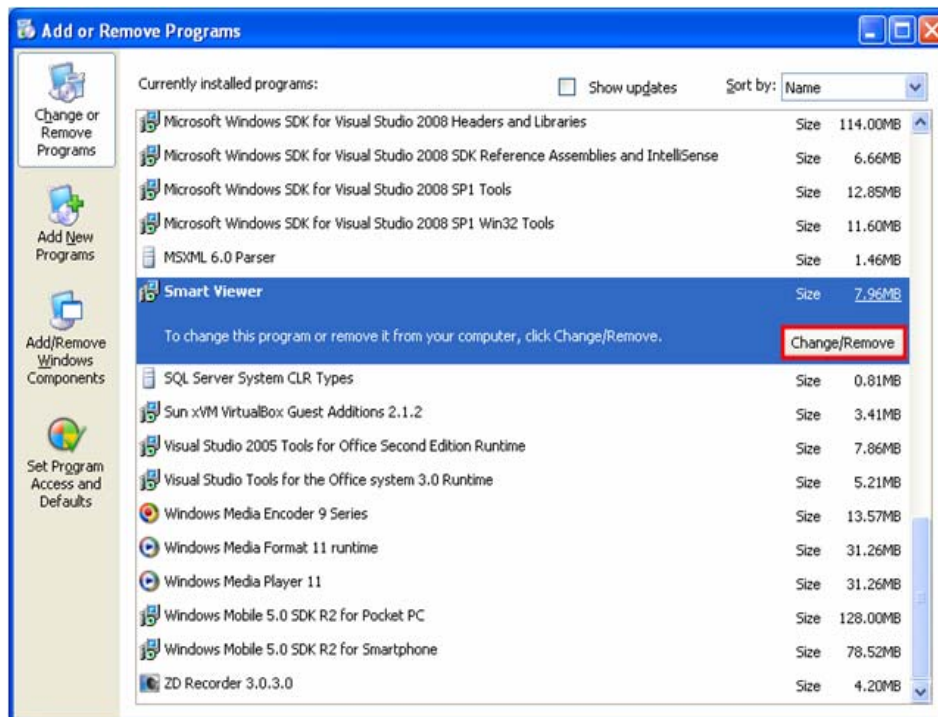 Add or Remove Programs
Change or
Remove
Programs
Add New
Programs
Add/Remove
Windows
Components
Set Program
Access and
Defaults
Currently installed programs:
Show updates
Sort by: Name
Microsoft Windows SDK for Visual Studio 2008 Headers and Libraries Size 114.00MB
Microsoft Windows SDK for Visual Studio 2008 SDK Reference Assemblies and IntelliSense Size 6.66MB
Microsoft Windows SDK for Visual Studio 2008 SP1 Tools Size 12.85MB
Microsoft Windows SDK for Visual Studio 2008 SP1 Win32 Tools Size 11.60MB
MSXML 6.0 Parser Size 1.46MB
Smart Viewer Size 7.96MB
To change this program or remove it from your computer, click Change/Remove. Change/Remove
SQL Server System CLR Types Size 0.81MB
Sun xVM VirtualBox Guest Additions 2.1.2 Size 3.41MB
Visual Studio 2005 Tools for Office Second Edition Runtime Size 7.86MB
Visual Studio Tools for the Office system 3.0 Runtime Size 5.21MB
Windows Media Encoder 9 Series Size 13.57MB
Windows Media Format 11 runtime Size 31.26MB
Windows Media Player 11 Size 31.26MB
Windows Mobile 5.0 SDK R2 for Pocket PC Size 128.00MB
Windows Mobile 5.0 SDK R2 for Smartphone Size 78.52MB
ZD Recorder 3.0.3.0 Size 4.20MB